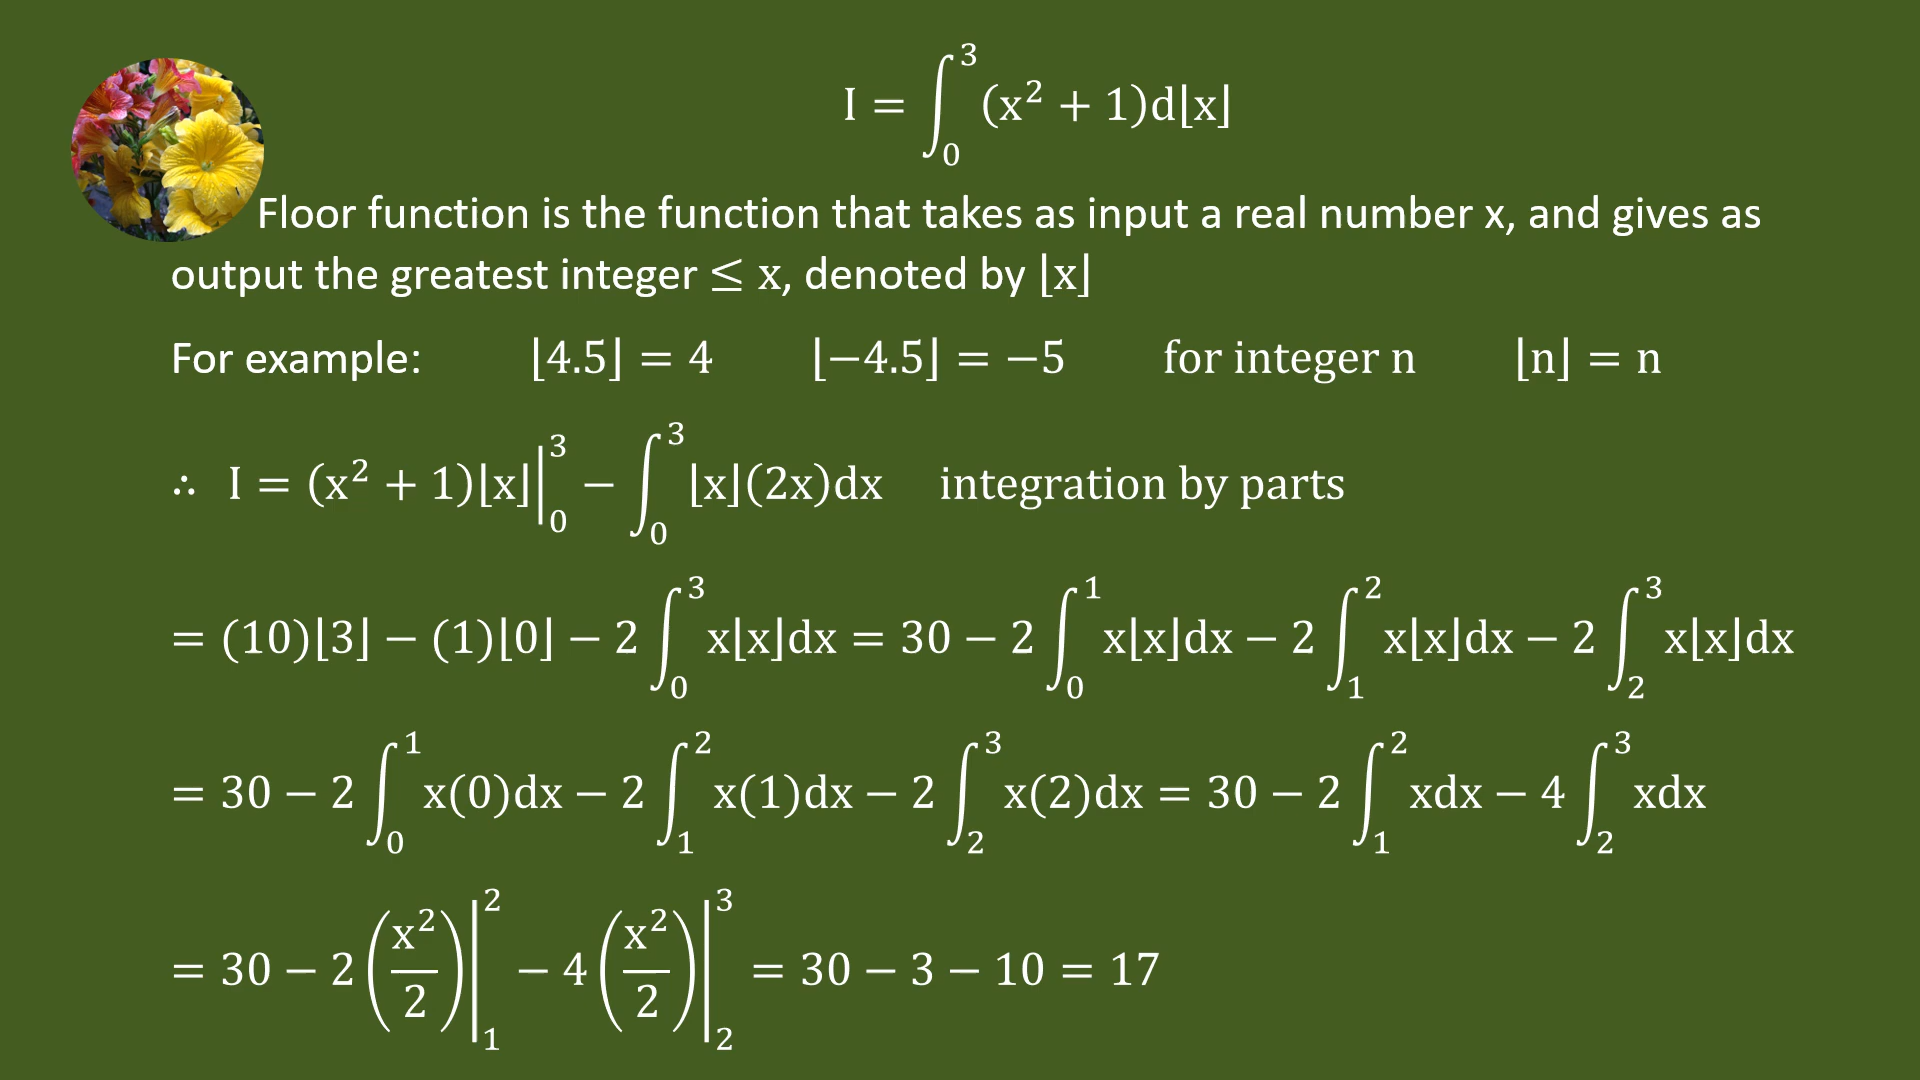 I = ∫₀³ (x² + 1)d⌊x⌋
Floor function is the function that takes as input a real number x, and gives as
output the greatest integer ≤ x, denoted by ⌊x⌋
For example: ⌊4.5⌋ = 4 ⌊−4.5⌋ = −5 for integer n ⌊n⌋ = n
∴ I = (x² + 1)⌊x⌋|₀³ − ∫₀³ ⌊x⌋(2x)dx integration by parts
= (10)⌊3⌋ − (1)⌊0⌋ − 2 ∫₀³ x⌊x⌋dx = 30 − 2 ∫₀¹ x⌊x⌋dx − 2 ∫₁² x⌊x⌋dx − 2 ∫₂³ x⌊x⌋dx
= 30 − 2 ∫₀¹ x(0)dx − 2 ∫₁² x(1)dx − 2 ∫₂³ x(2)dx = 30 − 2 ∫₁² xdx − 4 ∫₂³ xdx
= 30 − 2 (x²/2)|₁² − 4 (x²/2)|₂³ = 30 − 3 − 10 = 17